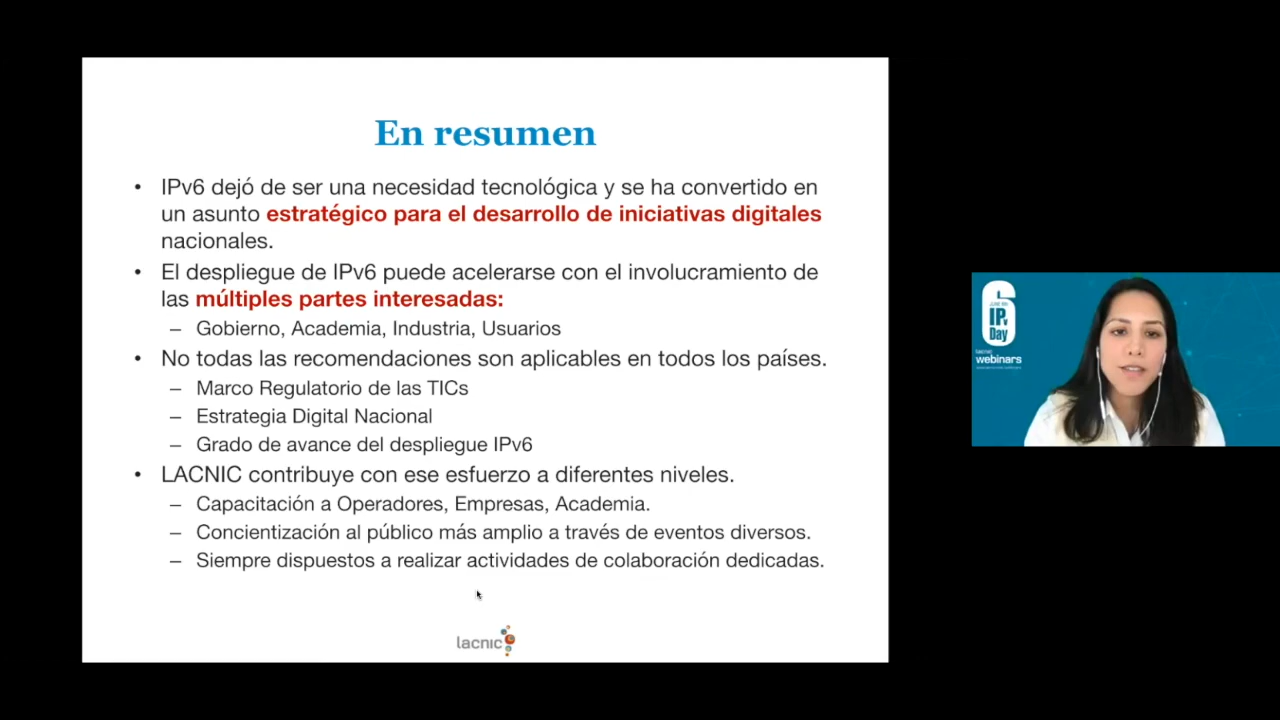 En resumen
• IPv6 dejó de ser una necesidad tecnológica y se ha convertido en
un asunto estratégico para el desarrollo de iniciativas digitales
nacionales.
• El despliegue de IPv6 puede acelerarse con el involucramiento de
las múltiples partes interesadas:
– Gobierno, Academia, Industria, Usuarios
• No todas las recomendaciones son aplicables en todos los países.
– Marco Regulatorio de las TICs
– Estrategia Digital Nacional
– Grado de avance del despliegue IPv6
• LACNIC contribuye con ese esfuerzo a diferentes niveles.
– Capacitación a Operadores, Empresas, Academia.
– Concientización al público más amplio a través de eventos diversos.
– Siempre dispuestos a realizar actividades de colaboración dedicadas.
lacnic
6
IPv
Day
lacnic
webinars